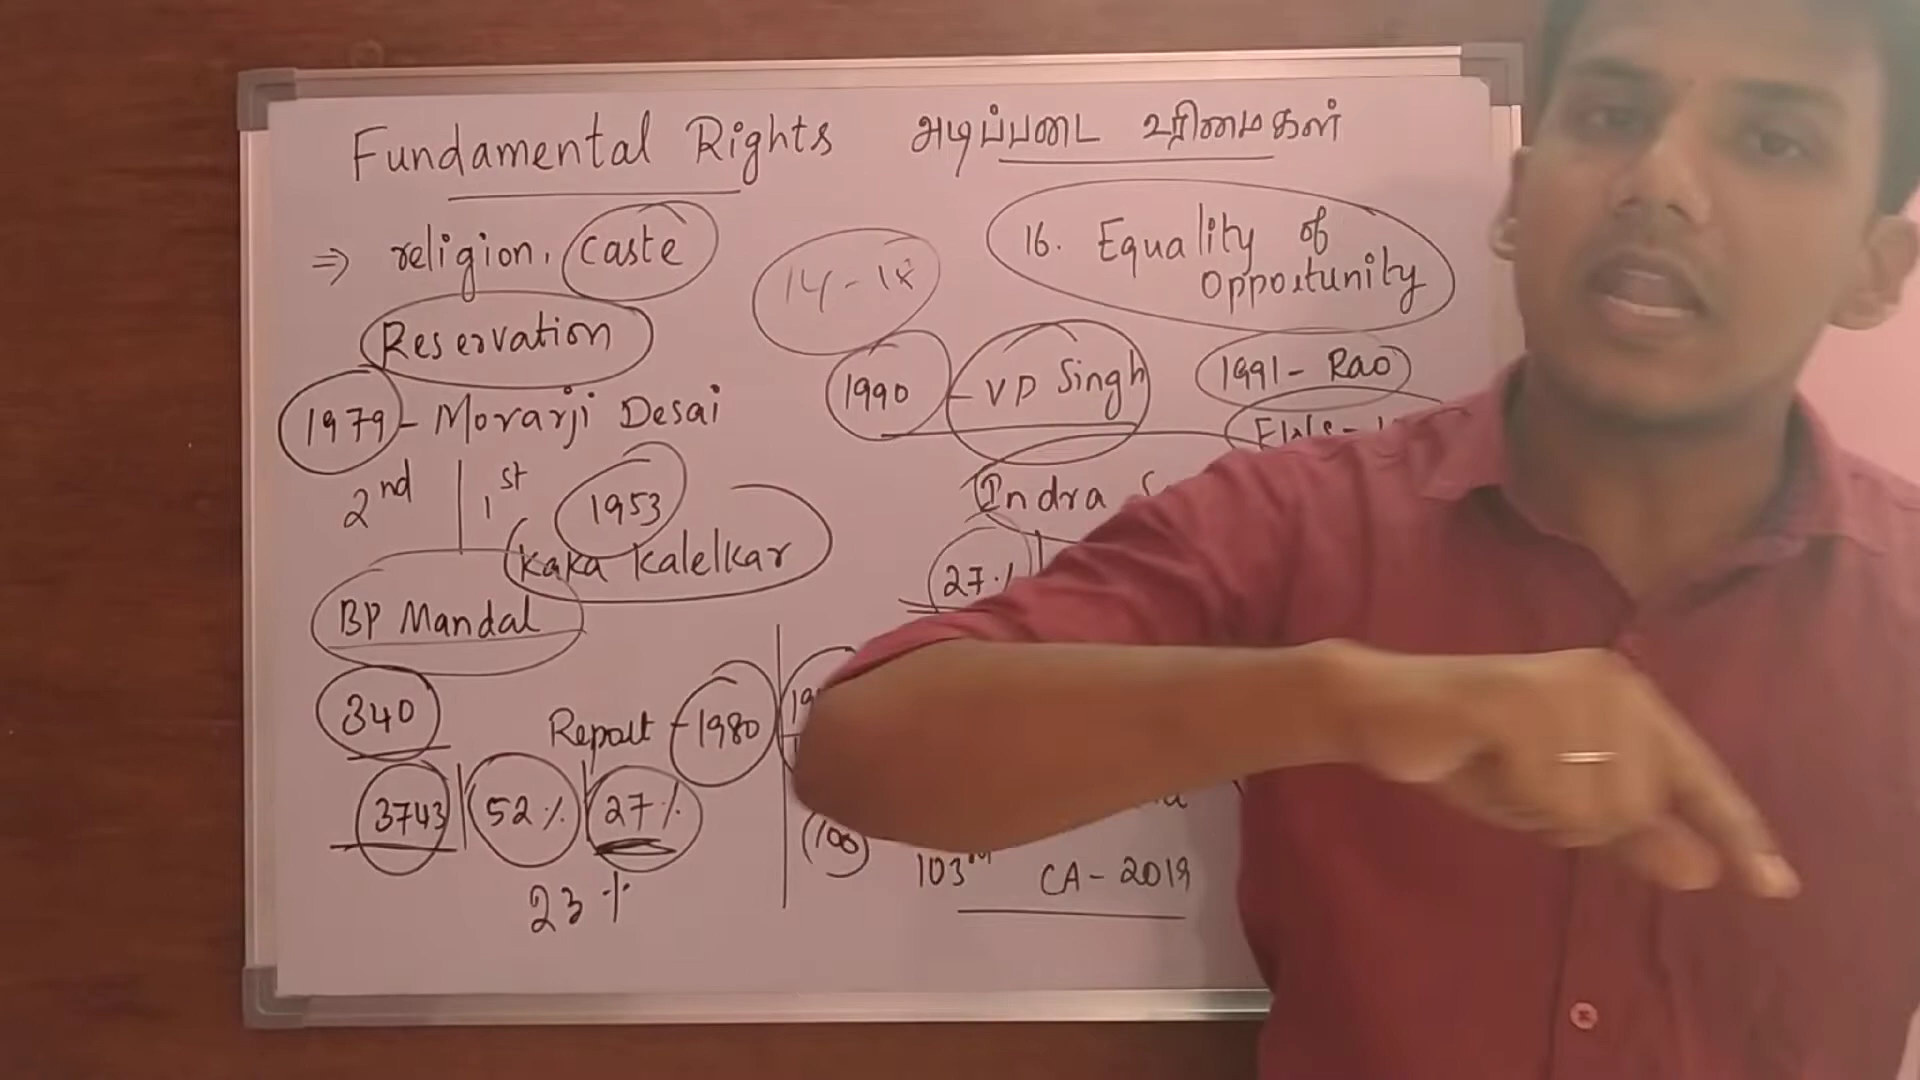 Fundamental Rights அடிப்படை உரிமைகள்
⇒ religion, caste
14 - 18
16. Equality of Opportunity
Reservation
1979 - Morarji Desai
1990 - VP Singh
1991 - Rao
2nd | 1st 1953
Kaka Kalelkar
Indra
27%
BP Mandal
340
Report - 1980
3743 | 52% | 27%
23%
103rd CA - 2019